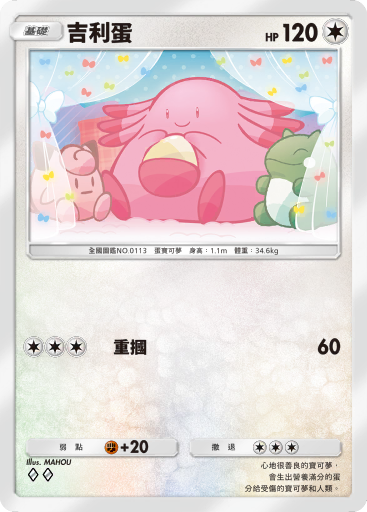 基礎 吉利蛋 HP 120
全國圖鑑NO.0113 蛋寶可夢 身高：1.1m 體重：34.6kg
重摑 60
弱點 +20 撤退
Illus. MAHOU
心地很善良的寶可夢，
會生出營養滿分的蛋
分給受傷的寶可夢和人類。